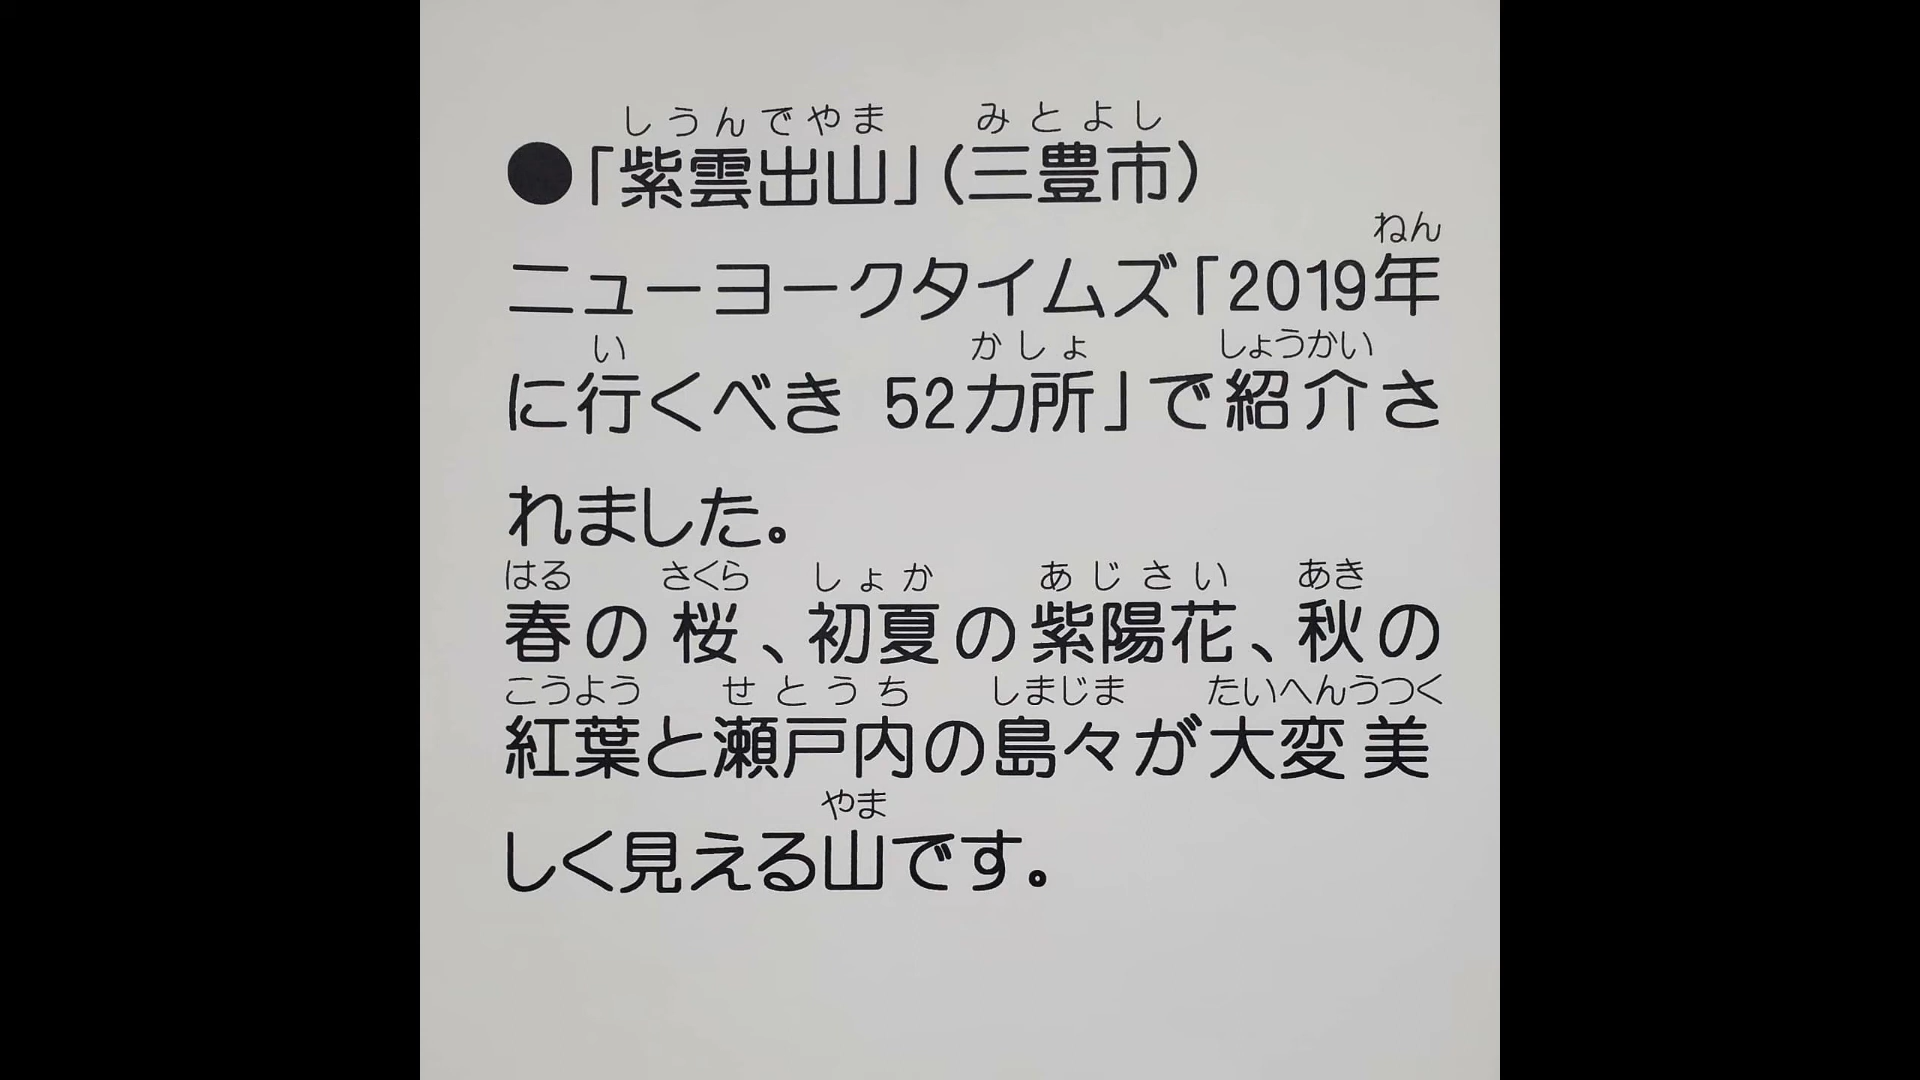 しうんでやま みとよし
●「紫雲出山」（三豊市）
ねん
ニューヨークタイムズ「2019年
い かしょ しょうかい
に行くべき 52カ所」で紹介さ
れました。
はる さくら しょか あじさい あき
春の桜、初夏の紫陽花、秋の
こうよう せとうち しまじま たいへんうつく
紅葉と瀬戸内の島々が大変美
やま
しく見える山です。